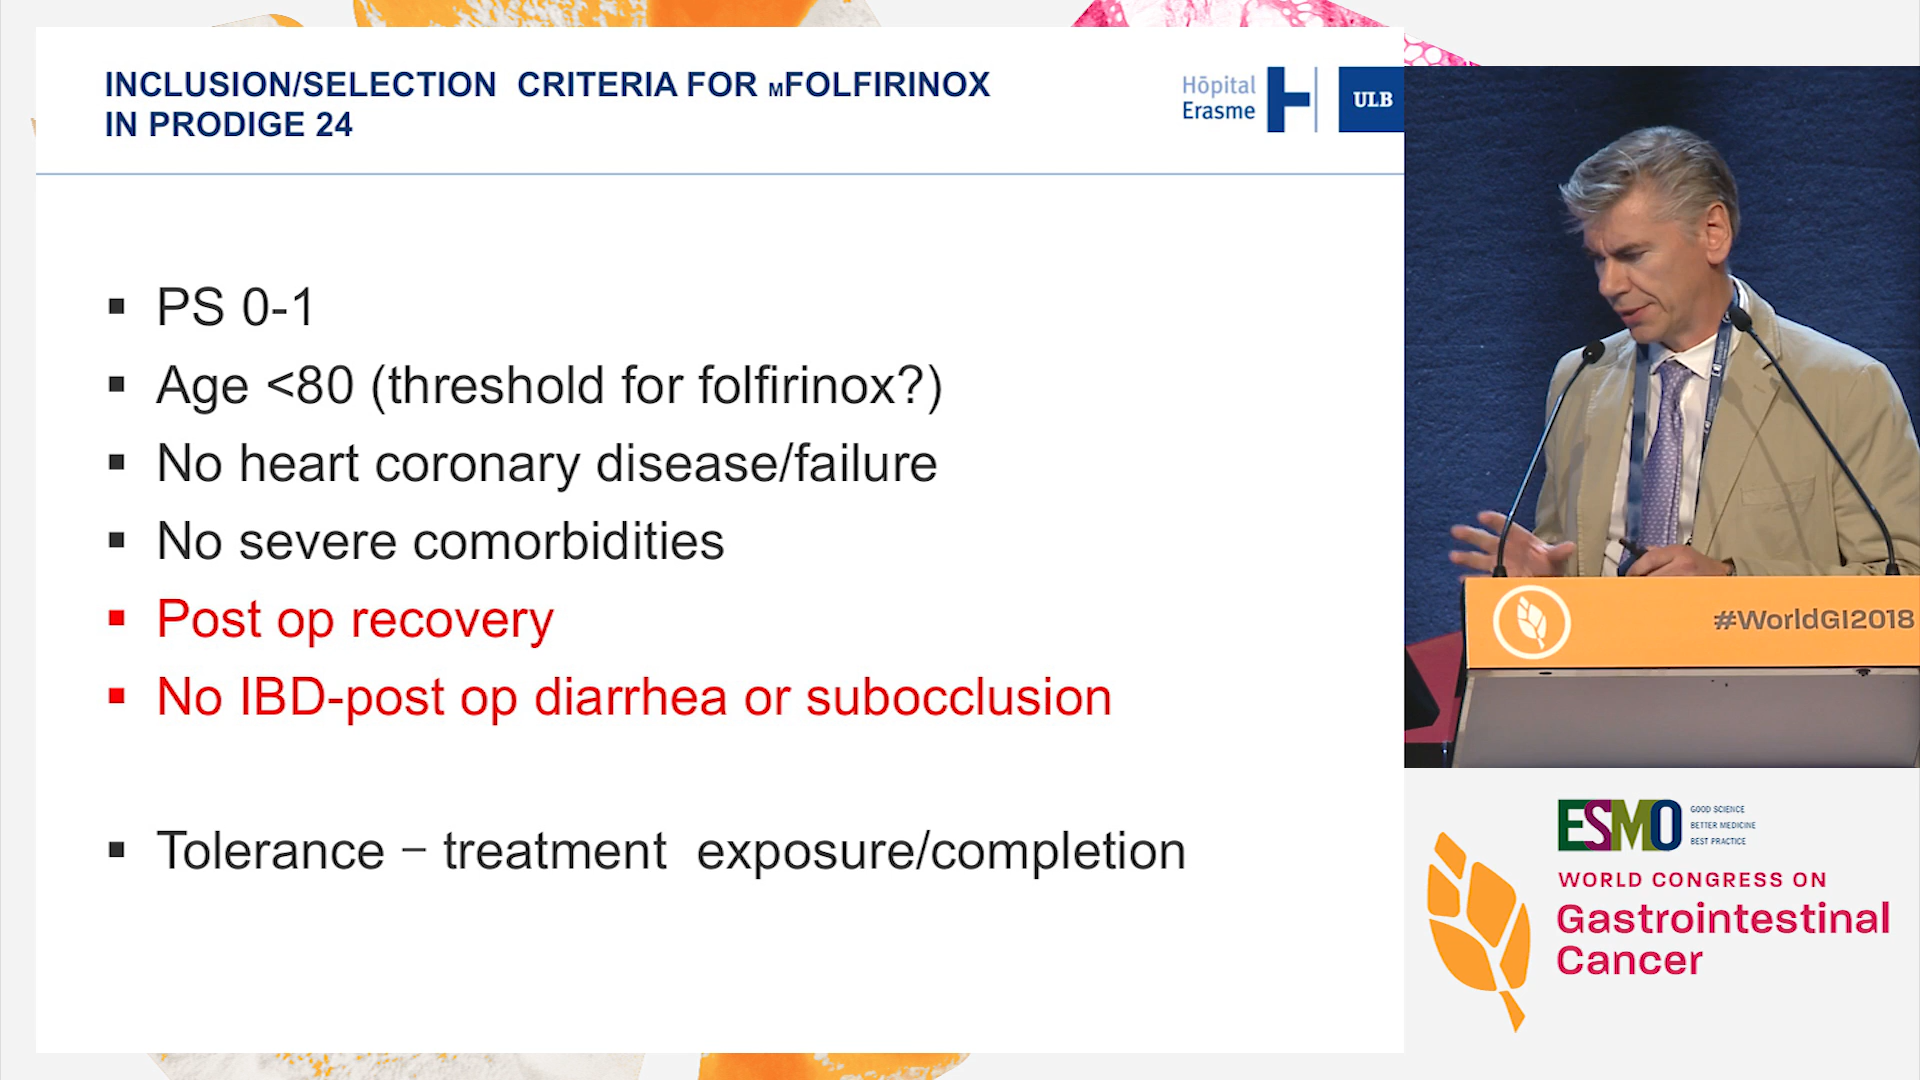 INCLUSION/SELECTION CRITERIA FOR MFOLFIRINOX
IN PRODIGE 24
Hôpital
Erasme
ULB
▪ PS 0-1
▪ Age <80 (threshold for folfirinox?)
▪ No heart coronary disease/failure
▪ No severe comorbidities
▪ Post op recovery
▪ No IBD-post op diarrhea or subocclusion
▪ Tolerance – treatment exposure/completion
#WorldGI2018
ESMO
GOOD SCIENCE
BETTER MEDICINE
BEST PRACTICE
WORLD CONGRESS ON
Gastrointestinal
Cancer